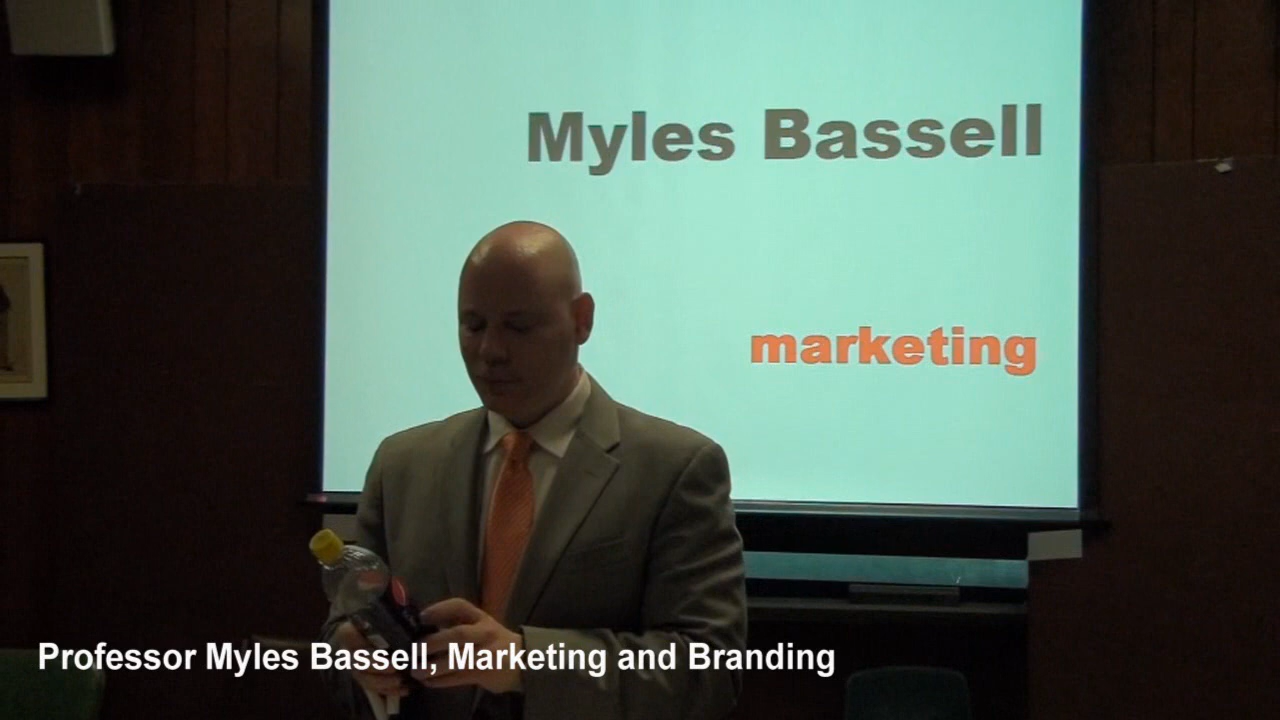 Myles Bassell
marketing
Professor Myles Bassell, Marketing and Branding